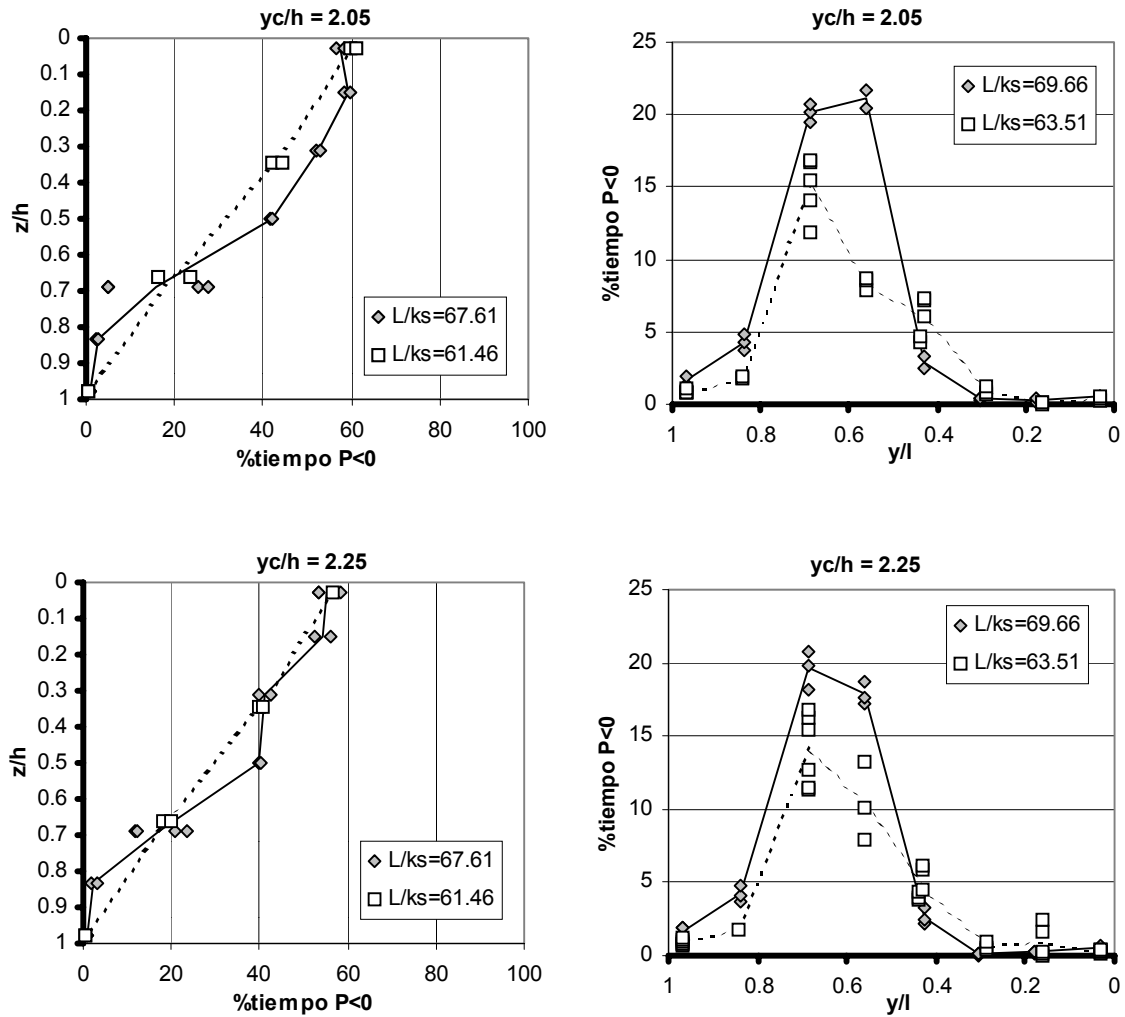 yc/h = 2.05
0
0.1
0.2
0.3
0.4
0.5
0.6
0.7
0.8
0.9
1
z/h
0 20 40 60 80 100
%tiempo P<0
L/ks=67.61
L/ks=61.46
yc/h = 2.05
25
20
15
10
5
0
%tiempo P<0
1 0.8 0.6 0.4 0.2 0
y/l
L/ks=69.66
L/ks=63.51
yc/h = 2.25
0
0.1
0.2
0.3
0.4
0.5
0.6
0.7
0.8
0.9
1
z/h
0 20 40 60 80 100
%tiempo P<0
L/ks=67.61
L/ks=61.46
yc/h = 2.25
25
20
15
10
5
0
%tiempo P<0
1 0.8 0.6 0.4 0.2 0
y/l
L/ks=69.66
L/ks=63.51